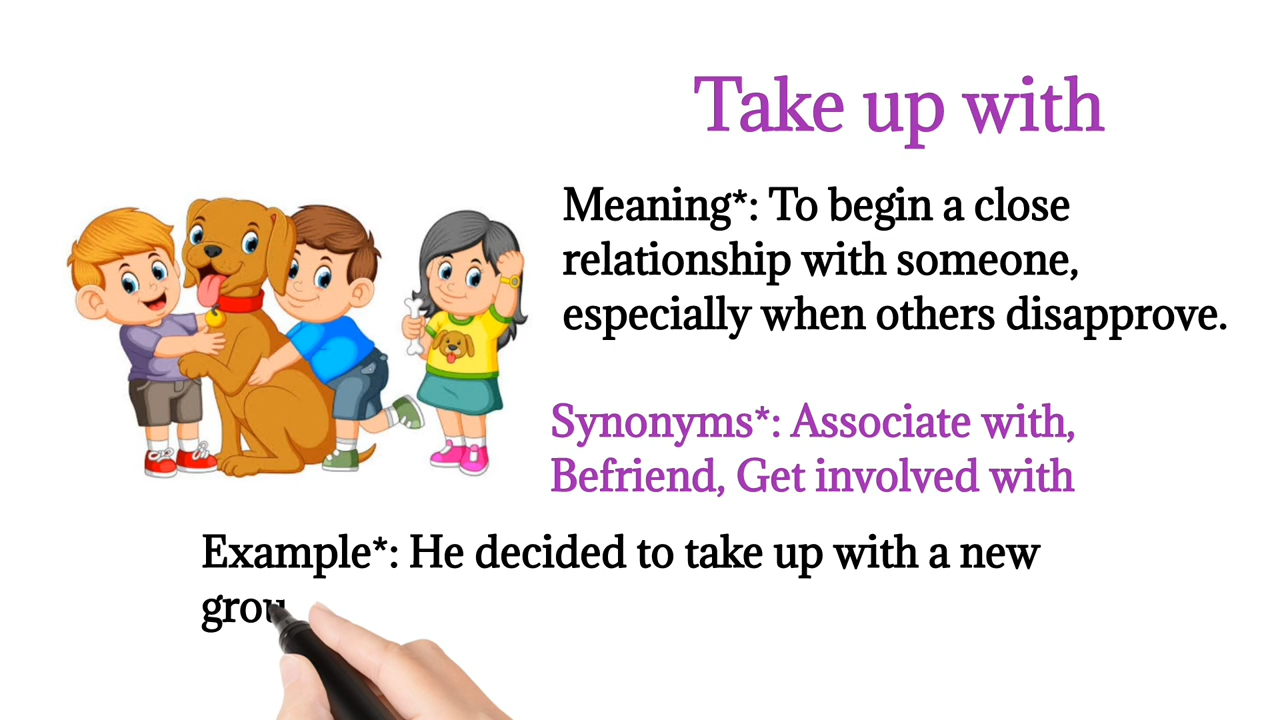 Take up with
Meaning*: To begin a close
relationship with someone,
especially when others disapprove.
Synonyms*: Associate with,
Befriend, Get involved with
Example*: He decided to take up with a new
grou